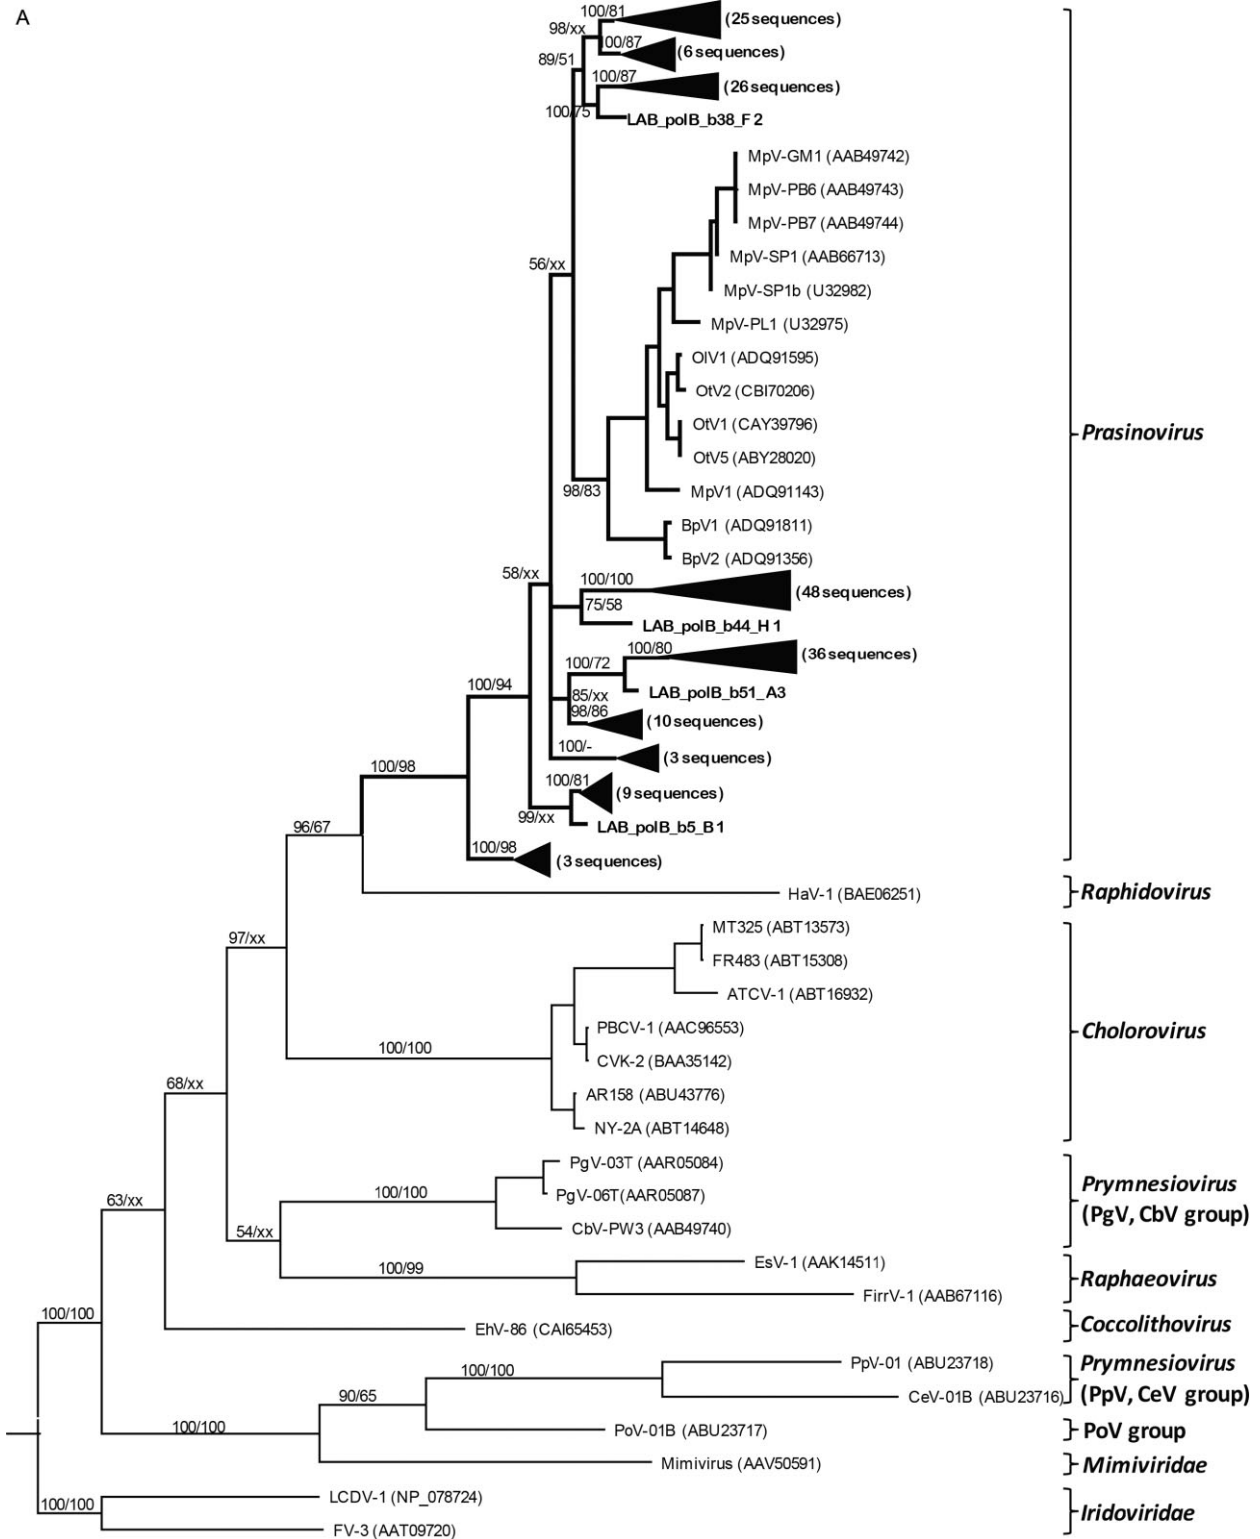 A
100/81
(25 sequences)
98/xx
100/87
(6 sequences)
89/51
100/87
(26 sequences)
100/75
LAB_polB_b38_F2
MpV-GM1 (AAB49742)
MpV-PB6 (AAB49743)
MpV-PB7 (AAB49744)
MpV-SP1 (AAB66713)
56/xx
MpV-SP1b (U32982)
MpV-PL1 (U32975)
OlV1 (ADQ91595)
OtV2 (CBI70206)
OtV1 (CAY39796)
Prasinovirus
OtV5 (ABY28020)
98/83
MpV1 (ADQ91143)
BpV1 (ADQ91811)
BpV2 (ADQ91356)
58/xx
100/100
(48 sequences)
75/58
LAB_polB_b44_H1
100/80
(36 sequences)
100/72
100/94
85/xx
LAB_polB_b51_A3
98/86
(10 sequences)
100/-
(3 sequences)
100/98
100/81
(9 sequences)
99/xx
LAB_polB_b5_B1
96/67
100/98
(3 sequences)
HaV-1 (BAE06251)
Raphidovirus
MT325 (ABT13573)
97/xx
FR483 (ABT15308)
ATCV-1 (ABT16932)
PBCV-1 (AAC96553)
Cholorovirus
100/100
CVK-2 (BAA35142)
68/xx
AR158 (ABU43776)
NY-2A (ABT14648)
PgV-03T (AAR05084)
100/100
PgV-06T(AAR05087)
Prymnesiovirus
(PgV, CbV group)
63/xx
CbV-PW3 (AAB49740)
54/xx
EsV-1 (AAK14511)
100/99
Raphaeovirus
FirrV-1 (AAB67116)
100/100
EhV-86 (CAI65453)
Coccolithovirus
PpV-01 (ABU23718)
100/100
Prymnesiovirus
(PpV, CeV group)
90/65
CeV-01B (ABU23716)
100/100
PoV-01B (ABU23717)
PoV group
Mimivirus (AAV50591)
Mimiviridae
LCDV-1 (NP_078724)
100/100
Iridoviridae
FV-3 (AAT09720)